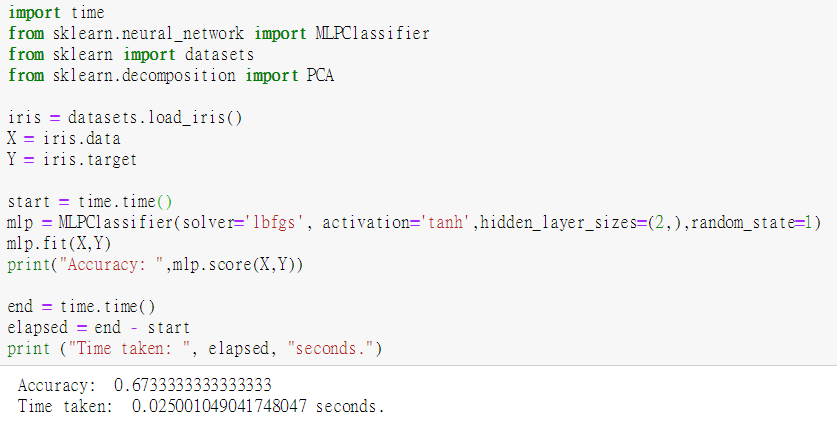 import time
from sklearn.neural_network import MLPClassifier
from sklearn import datasets
from sklearn.decomposition import PCA
iris = datasets.load_iris()
X = iris.data
Y = iris.target
start = time.time()
mlp = MLPClassifier(solver='lbfgs', activation='tanh',hidden_layer_sizes=(2,),random_state=1)
mlp.fit(X,Y)
print("Accuracy: ",mlp.score(X,Y))
end = time.time()
elapsed = end - start
print ("Time taken: ", elapsed, "seconds.")
Accuracy:  0.6733333333333333
Time taken:  0.025001049041748047 seconds.